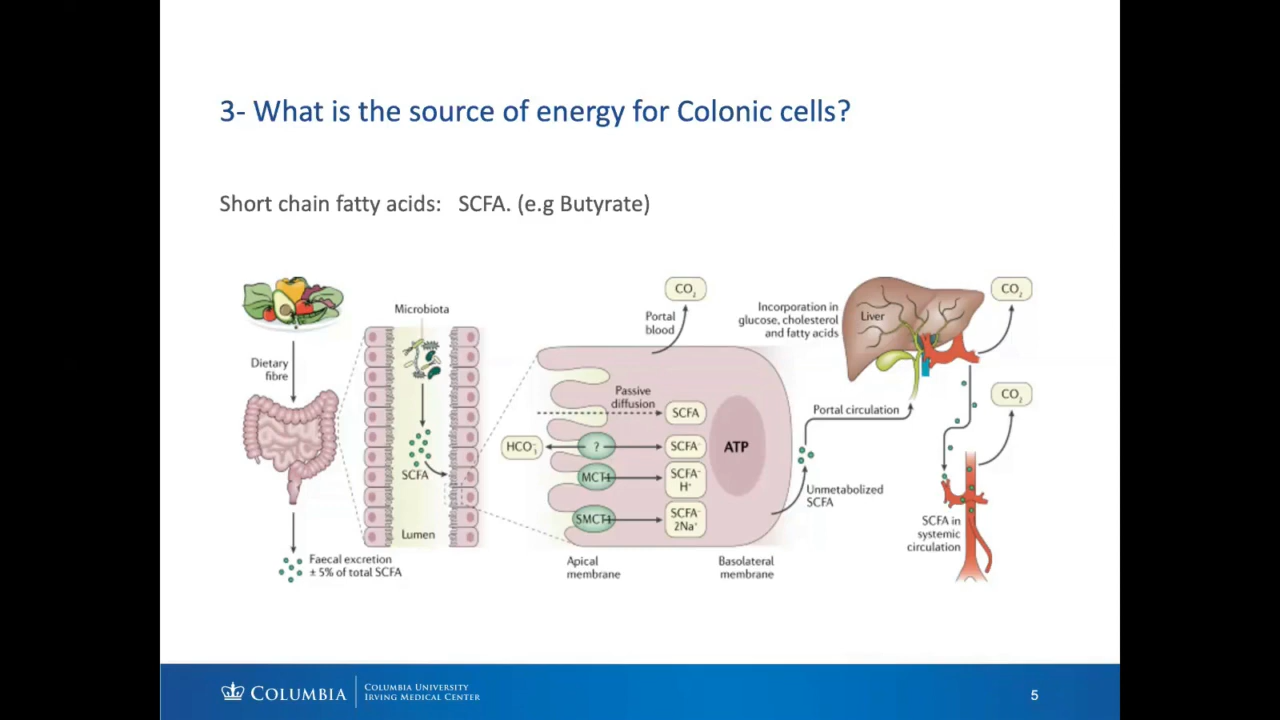 3- What is the source of energy for Colonic cells?
Short chain fatty acids: SCFA. (e.g Butyrate)
Dietary
fibre
Faecal excretion
± 5% of total SCFA
Microbiota
SCFA
Lumen
CO₂
Portal
blood
Passive
diffusion
SCFA
HCO₃⁻
?
SCFA⁻
MCT1
SCFA⁻
H⁺
SMCT1
SCFA⁻
2Na⁺
ATP
Apical
membrane
Basolateral
membrane
Incorporation in
glucose, cholesterol
and fatty acids
Liver
CO₂
Portal circulation
CO₂
Unmetabolized
SCFA
SCFA in
systemic
circulation
COLUMBIA
COLUMBIA UNIVERSITY
IRVING MEDICAL CENTER
5